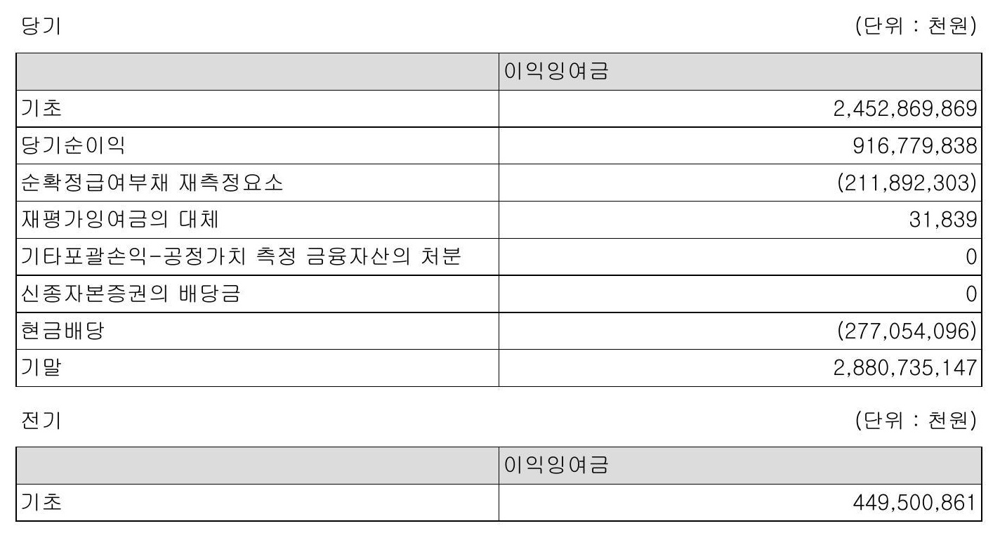 당기 (단위 : 천원)
이익잉여금
기초 2,452,869,869
당기순이익 916,779,838
순확정급여부채 재측정요소 (211,892,303)
재평가잉여금의 대체 31,839
기타포괄손익-공정가치 측정 금융자산의 처분 0
신종자본증권의 배당금 0
현금배당 (277,054,096)
기말 2,880,735,147
전기 (단위 : 천원)
이익잉여금
기초 449,500,861